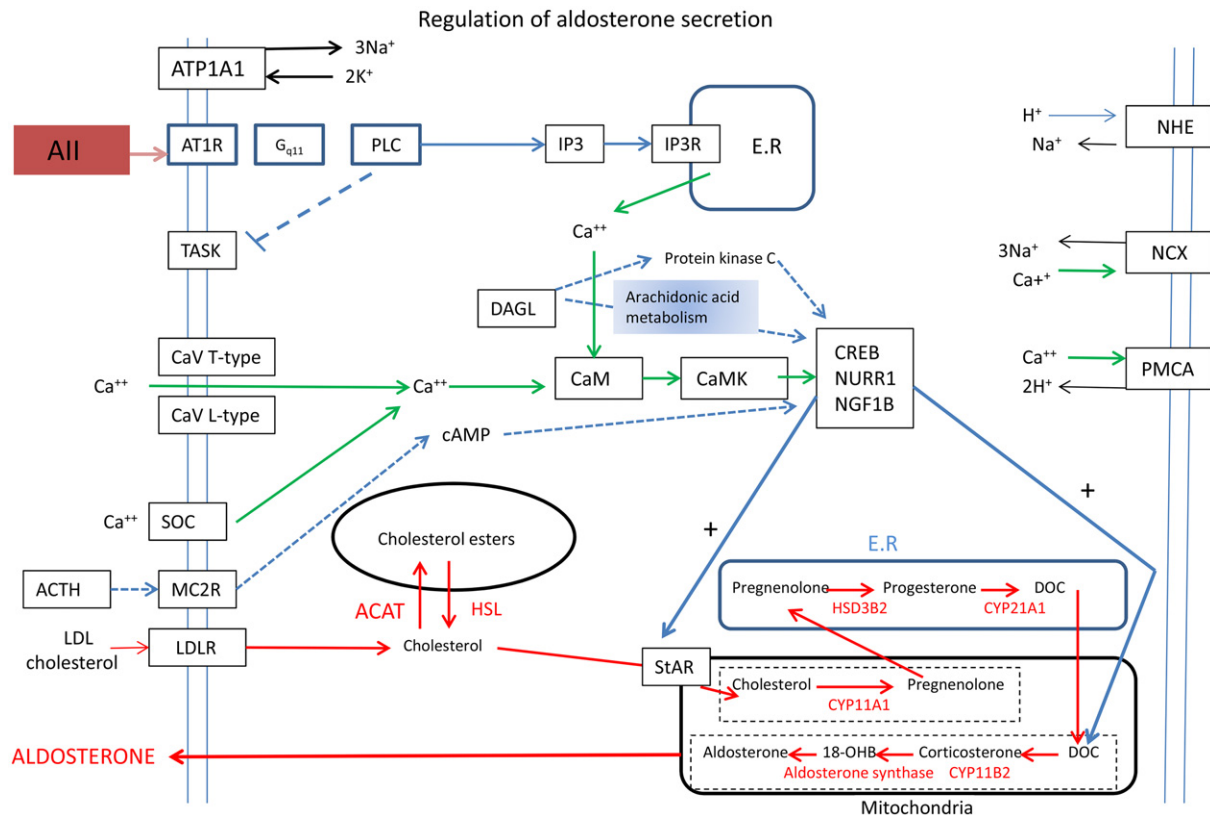 Regulation of aldosterone secretion
ATP1A1
3Na⁺
2K⁺
AII
AT1R
Gq11
PLC
IP3
IP3R
E.R
H⁺
Na⁺
NHE
TASK
Ca⁺⁺
3Na⁺
Ca+⁺
NCX
Protein kinase C
DAGL
Arachidonic acid
metabolism
CaV T-type
Ca⁺⁺
CaV L-type
Ca⁺⁺
CaM
CaMK
CREB
NURR1
NGF1B
Ca⁺⁺
2H⁺
PMCA
cAMP
Ca⁺⁺
SOC
+
+
Cholesterol esters
ACTH
MC2R
ACAT
HSL
LDL
cholesterol
LDLR
Cholesterol
E.R
Pregnenolone
Progesterone
DOC
HSD3B2
CYP21A1
StAR
Cholesterol
Pregnenolone
CYP11A1
ALDOSTERONE
Aldosterone
18-OHB
Corticosterone
DOC
Aldosterone synthase
CYP11B2
Mitochondria